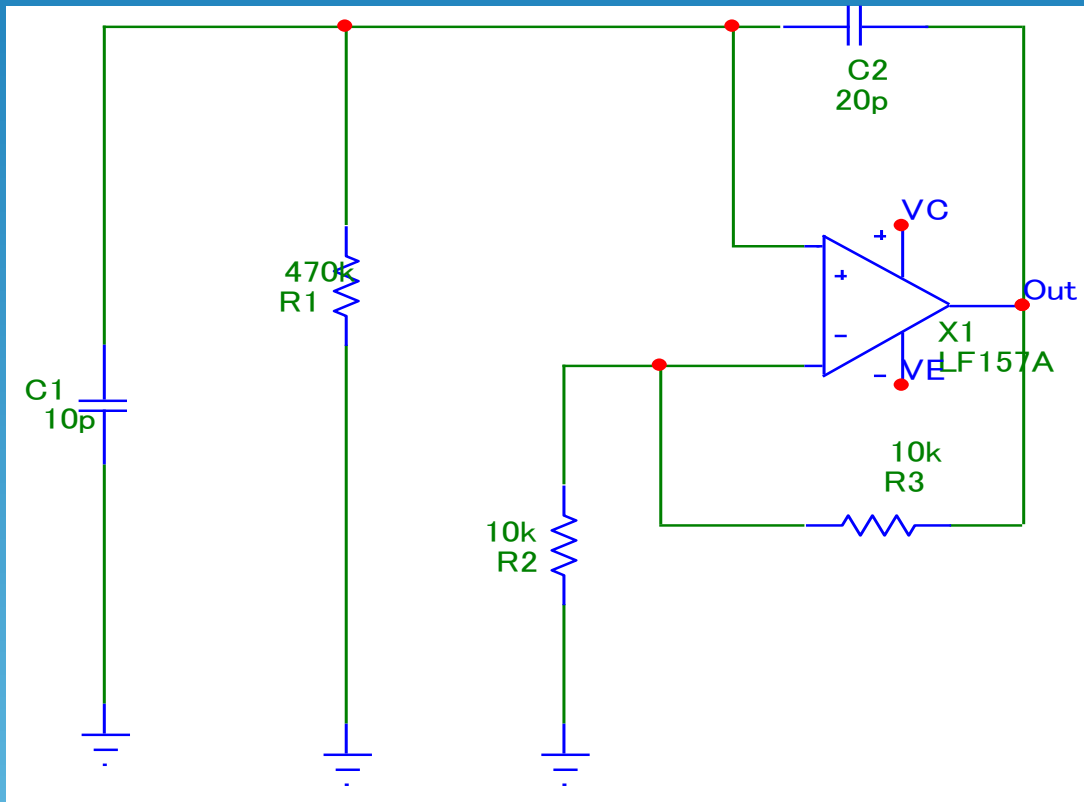 C2
20p
VC
+
470k
R1
+
Out
−
X1
LF157A
− VE
C1
10p
10k
R3
10k
R2